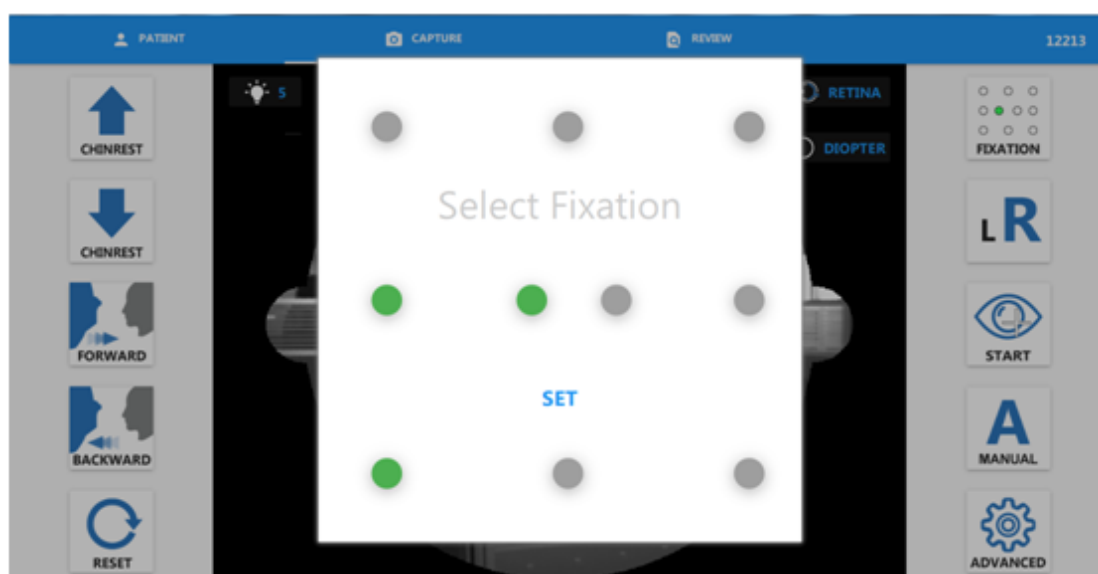 PATIENT
CAPTURE
REVIEW
12213
CHINREST
CHINREST
FORWARD
BACKWARD
RESET
5
RETINA
DIOPTER
Select Fixation
SET
FIXATION
L R
START
A
MANUAL
ADVANCED